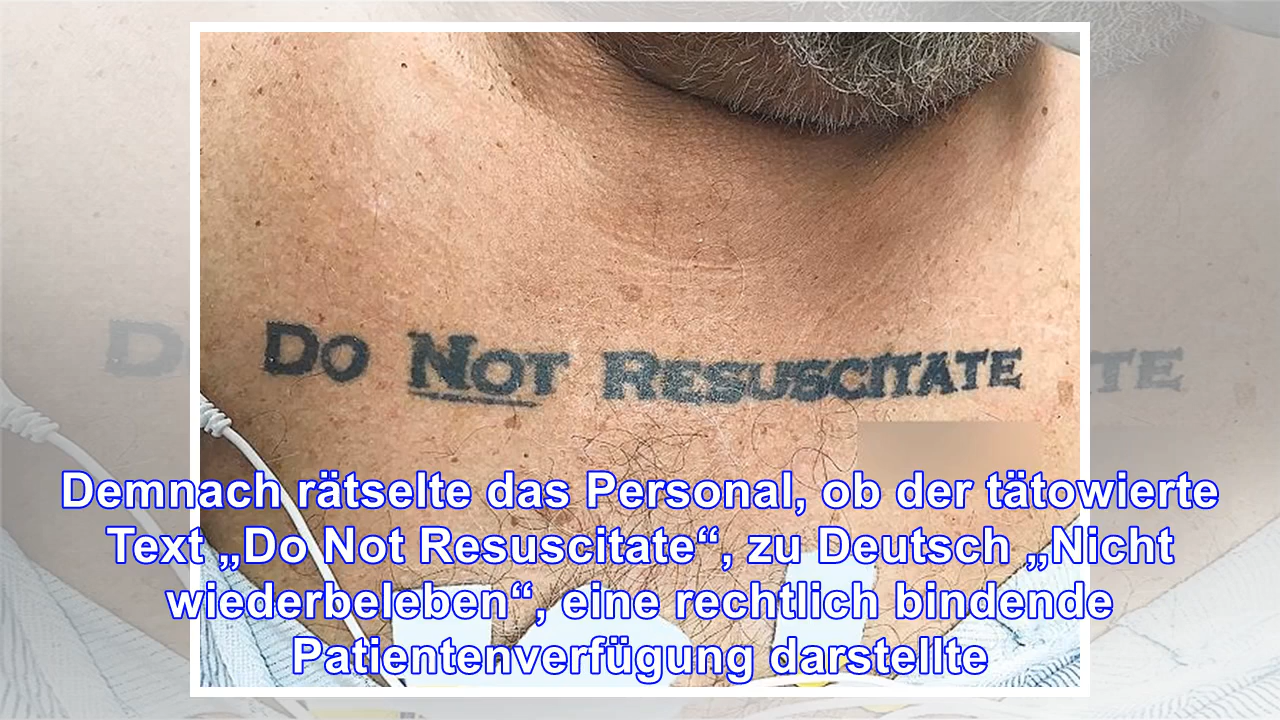 Do Not Resuscitate
Demnach rätselte das Personal, ob der tätowierte
Text „Do Not Resuscitate“, zu Deutsch „Nicht
wiederbeleben“, eine rechtlich bindende
Patientenverfügung darstellte